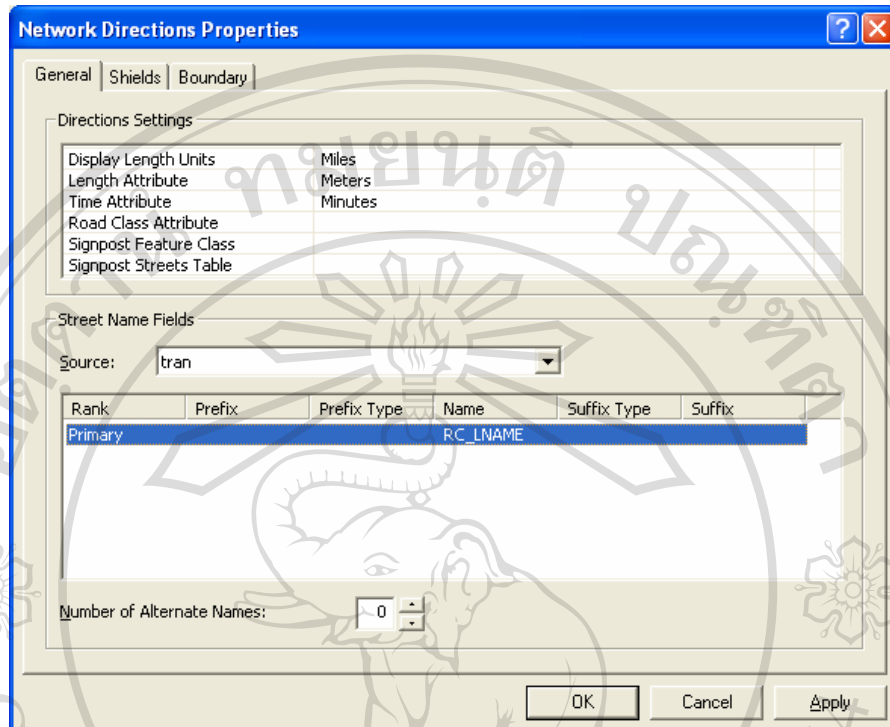 Network Directions Properties
General Shields Boundary
Directions Settings
Display Length Units Miles
Length Attribute Meters
Time Attribute Minutes
Road Class Attribute
Signpost Feature Class
Signpost Streets Table
Street Name Fields
Source: tran
Rank Prefix Prefix Type Name Suffix Type Suffix
Primary RC_LNAME
Number of Alternate Names: 0
OK Cancel Apply